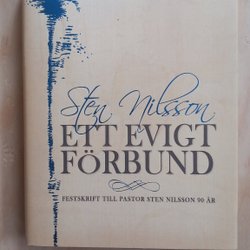 Sten Nilsson
ETT EVIGT
FÖRBUND
FESTSKRIFT TILL PASTOR STEN NILSSON 90 ÅR